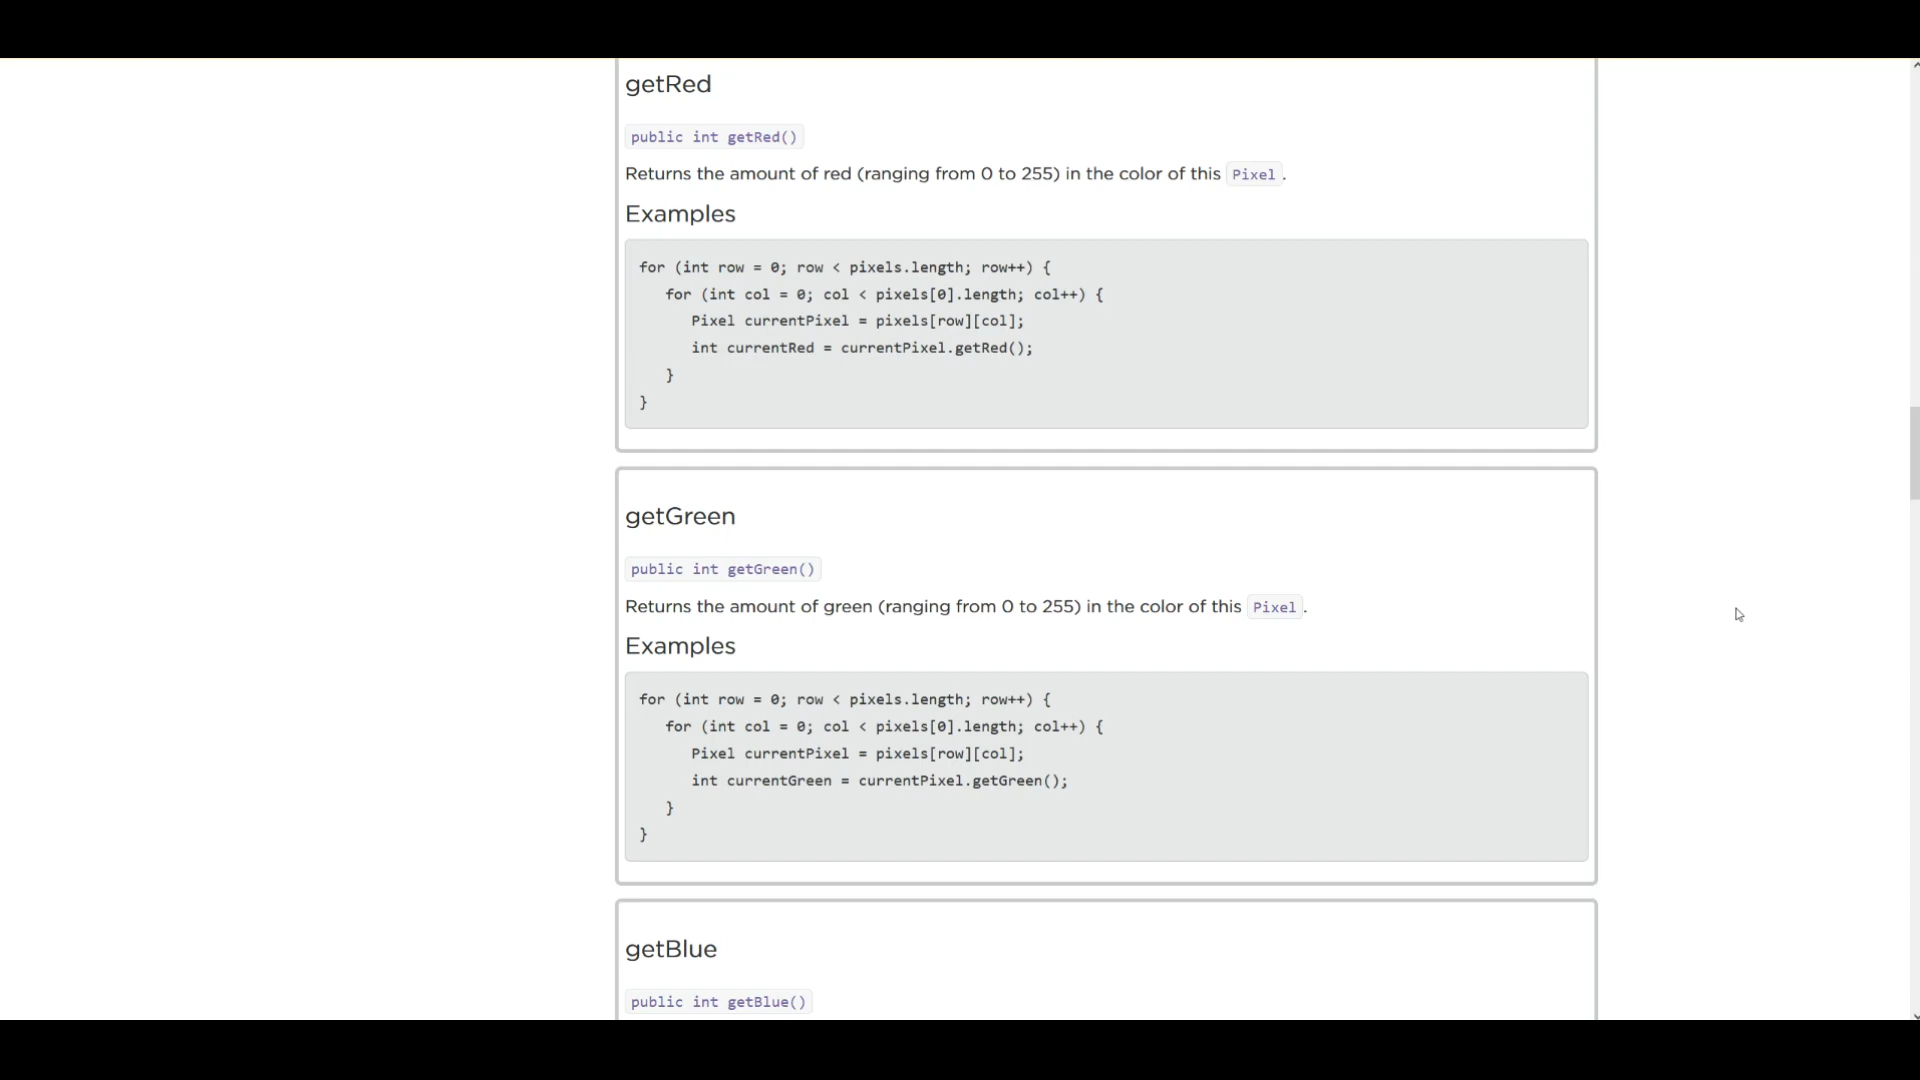 getRed
public int getRed()
Returns the amount of red (ranging from 0 to 255) in the color of this Pixel.
Examples
for (int row = 0; row < pixels.length; row++) {
for (int col = 0; col < pixels[0].length; col++) {
Pixel currentPixel = pixels[row][col];
int currentRed = currentPixel.getRed();
}
}
getGreen
public int getGreen()
Returns the amount of green (ranging from 0 to 255) in the color of this Pixel.
Examples
for (int row = 0; row < pixels.length; row++) {
for (int col = 0; col < pixels[0].length; col++) {
Pixel currentPixel = pixels[row][col];
int currentGreen = currentPixel.getGreen();
}
}
getBlue
public int getBlue()